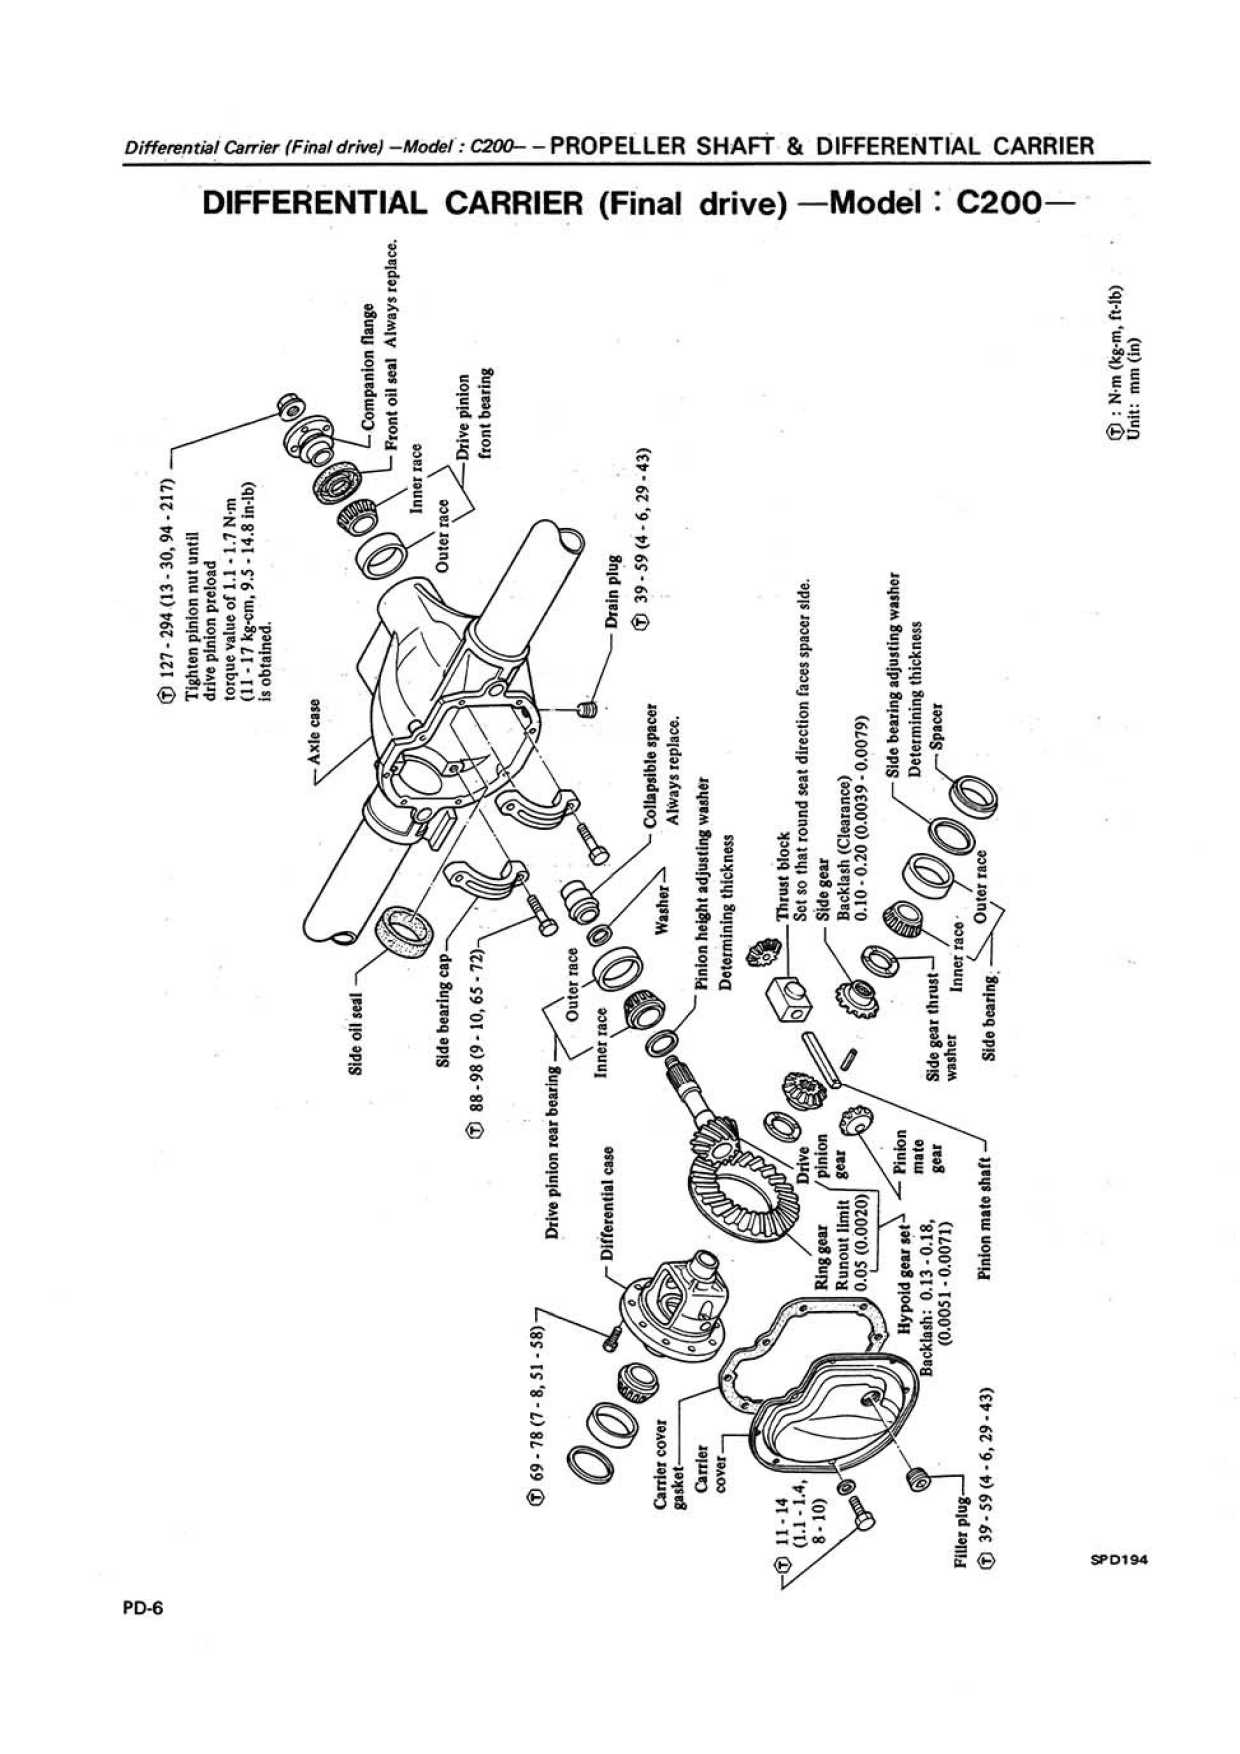 Differential Carrier (Final drive) —Model : C200— — PROPELLER SHAFT & DIFFERENTIAL CARRIER
DIFFERENTIAL CARRIER (Final drive) —Model : C200—
Ⓣ 127 - 294 (13 - 30, 94 - 217)
Tighten pinion nut until
drive pinion preload
torque value of 1.1 - 1.7 N·m
(11 - 17 kg-cm, 9.5 - 14.8 in-lb)
is obtained.
Companion flange
Front oil seal Always replace.
Inner race
Drive pinion
front bearing
Outer race
Axle case
Drain plug
Ⓣ 39 - 59 (4 - 6, 29 - 43)
Ⓣ : N·m (kg-m, ft-lb)
Unit: mm (in)
Side oil seal
Side bearing cap
Ⓣ 88 - 98 (9 - 10, 65 - 72)
Collapsible spacer
Always replace.
Washer
Pinion height adjusting washer
Determining thickness
Outer race
Inner race
Drive pinion rear bearing
Thrust block
Set so that round seat direction faces spacer side.
Side gear
Backlash (Clearance)
0.10 - 0.20 (0.0039 - 0.0079)
Side bearing adjusting washer
Determining thickness
Spacer
Outer race
Inner race
Side bearing
Side gear thrust
washer
Differential case
Drive
pinion
gear
Pinion
mate
gear
Pinion mate shaft
Ring gear
Runout limit
0.05 (0.0020)
Hypoid gear set
Backlash: 0.13 - 0.18,
(0.0051 - 0.0071)
Ⓣ 69 - 78 (7 - 8, 51 - 58)
Carrier cover
gasket
Carrier
cover
Ⓣ 11 - 14
(1.1 - 1.4,
8 - 10)
Filler plug
Ⓣ 39 - 59 (4 - 6, 29 - 43)
SPD194
PD-6